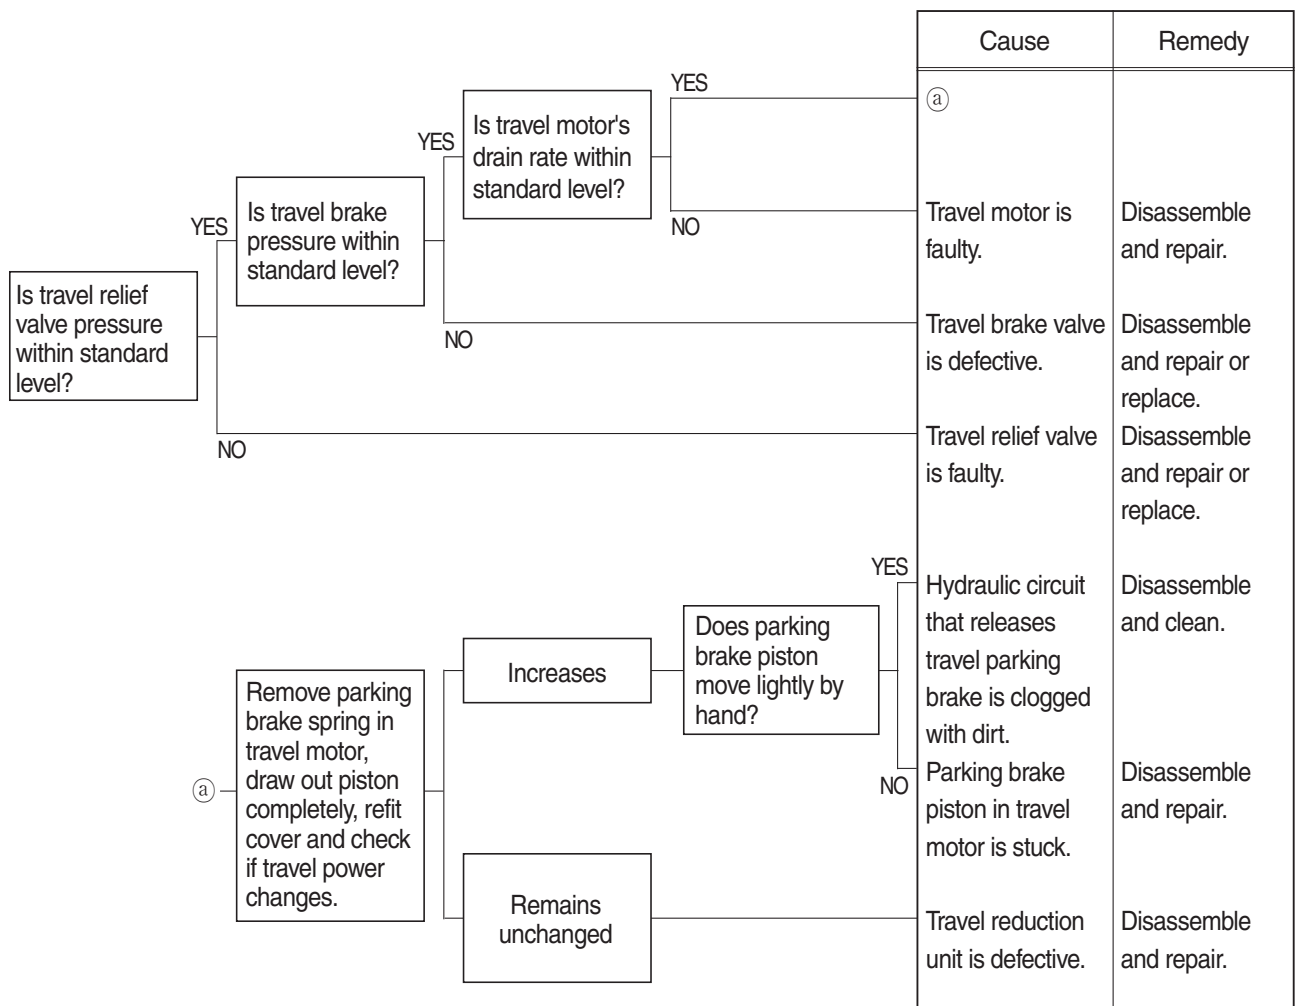 Cause
Remedy
YES
ⓐ
Is travel motor's
drain rate within
standard level?
YES
Is travel brake
pressure within
standard level?
YES
NO
Travel motor is
faulty.
Disassemble
and repair.
Is travel relief
valve pressure
within standard
level?
NO
Travel brake valve
is defective.
Disassemble
and repair or
replace.
NO
Travel relief valve
is faulty.
Disassemble
and repair or
replace.
ⓐ
Remove parking
brake spring in
travel motor,
draw out piston
completely, refit
cover and check
if travel power
changes.
Increases
Does parking
brake piston
move lightly by
hand?
YES
Hydraulic circuit
that releases
travel parking
brake is clogged
with dirt.
Disassemble
and clean.
NO
Parking brake
piston in travel
motor is stuck.
Disassemble
and repair.
Remains
unchanged
Travel reduction
unit is defective.
Disassemble
and repair.